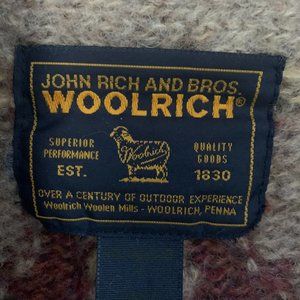 JOHN RICH AND BROS.
WOOLRICH®
SUPERIOR PERFORMANCE
QUALITY GOODS
Woolrich
EST. 1830
OVER A CENTURY OF OUTDOOR EXPERIENCE
Woolrich Woolen Mills - WOOLRICH, PENNA